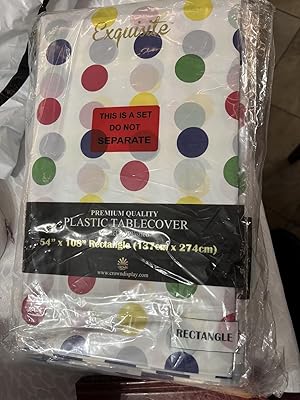 Exquisite
THIS IS A SET
DO NOT
SEPARATE
PREMIUM QUALITY
PLASTIC TABLECOVER
54" x 108" Rectangle (137cm x 274cm)
www.crowndisplay.com
RECTANGLE